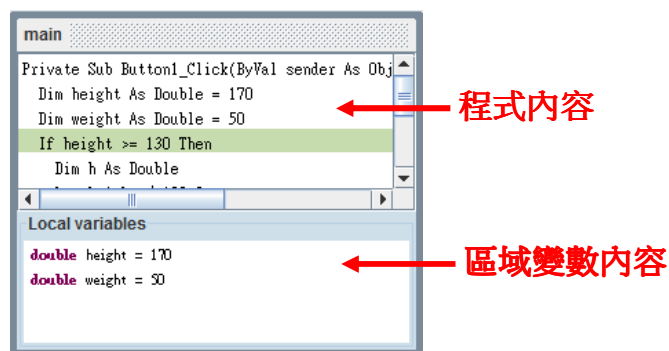 main
Private Sub Button1_Click(ByVal sender As Obj
Dim height As Double = 170
Dim weight As Double = 50
If height >= 130 Then
Dim h As Double
程式內容
Local variables
double height = 170
double weight = 50
區域變數內容